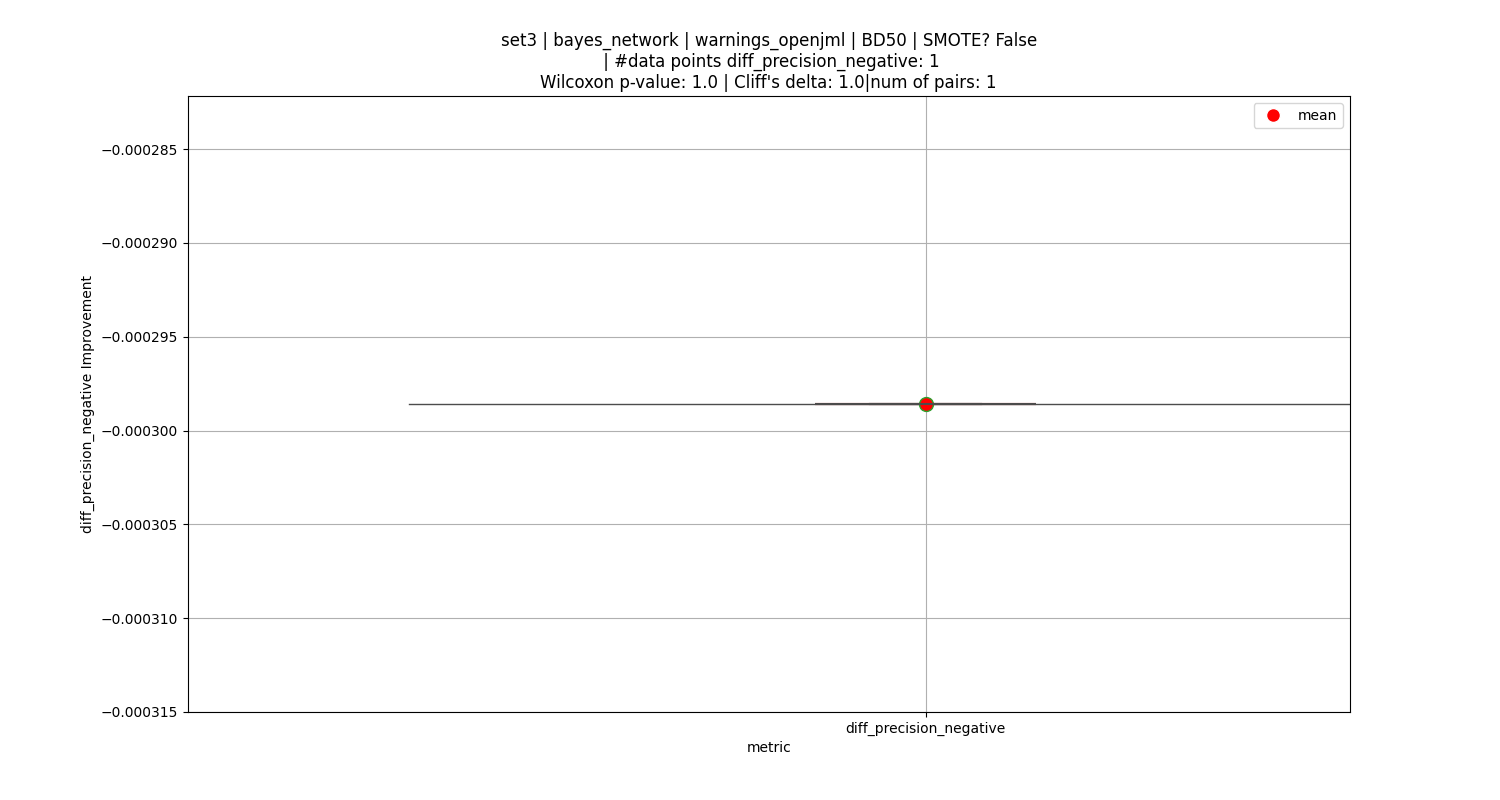 set3 | bayes_network | warnings_openjml | BD50 | SMOTE? False
| #data points diff_precision_negative: 1
Wilcoxon p-value: 1.0 | Cliff's delta: 1.0|num of pairs: 1
mean
−0.000285
−0.000290
−0.000295
−0.000300
−0.000305
−0.000310
−0.000315
diff_precision_negative Improvement
diff_precision_negative
metric